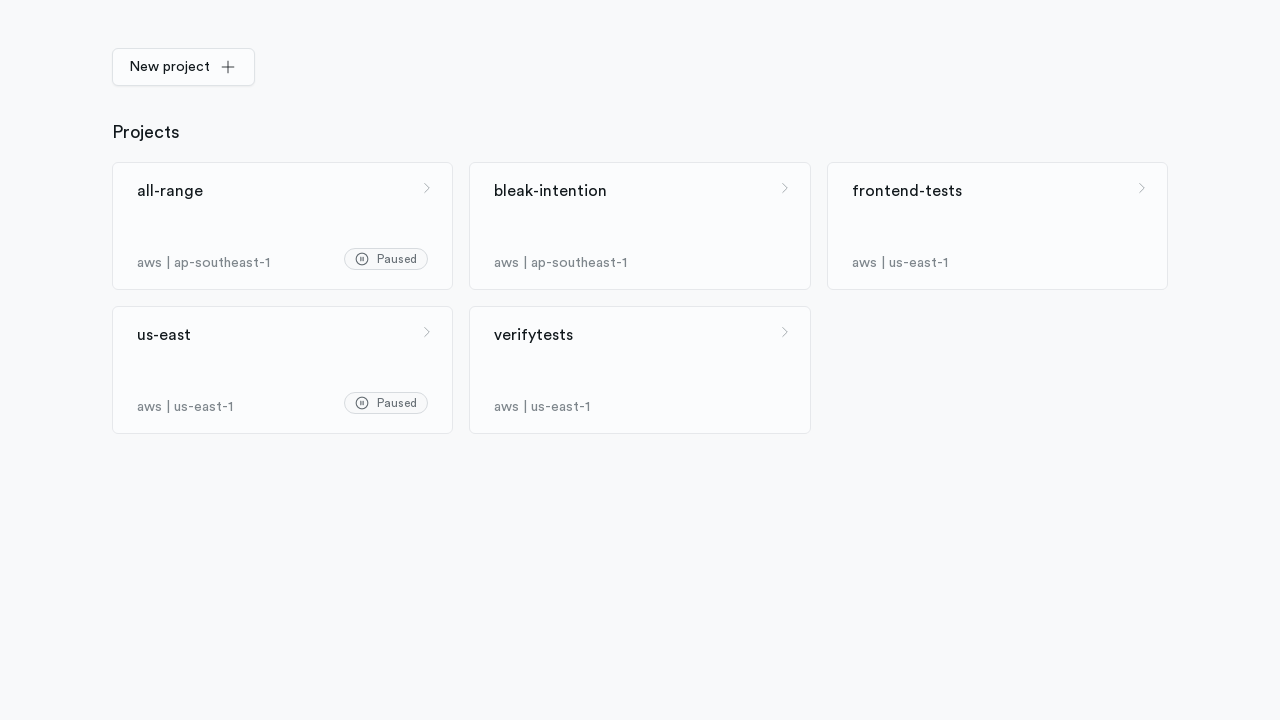 New project
Projects
all-range
aws | ap-southeast-1
Paused
bleak-intention
aws | ap-southeast-1
frontend-tests
aws | us-east-1
us-east
aws | us-east-1
Paused
verifytests
aws | us-east-1